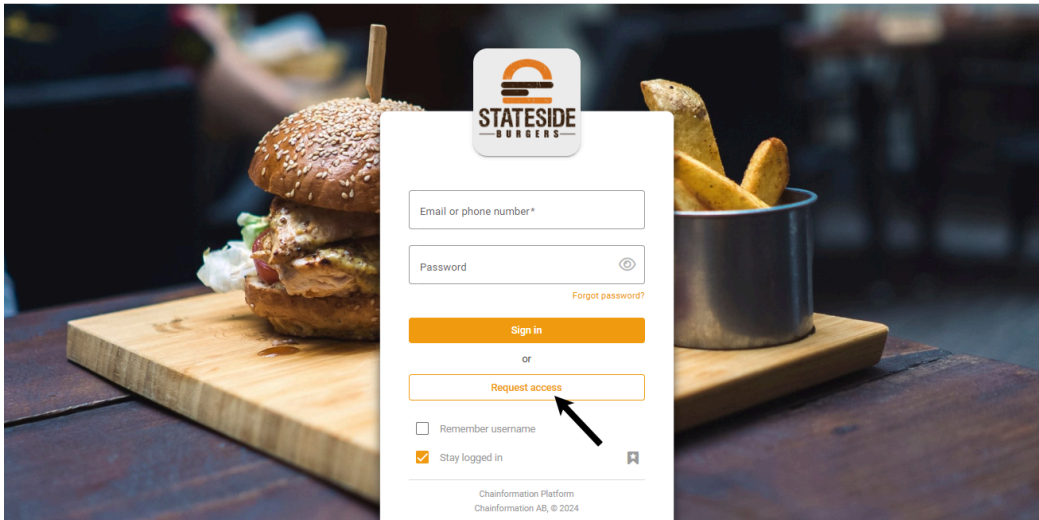 STATESIDE
BURGERS
Email or phone number*
Password
Forgot password?
Sign in
or
Request access
Remember username
Stay logged in
Chainformation Platform
Chainformation AB, © 2024